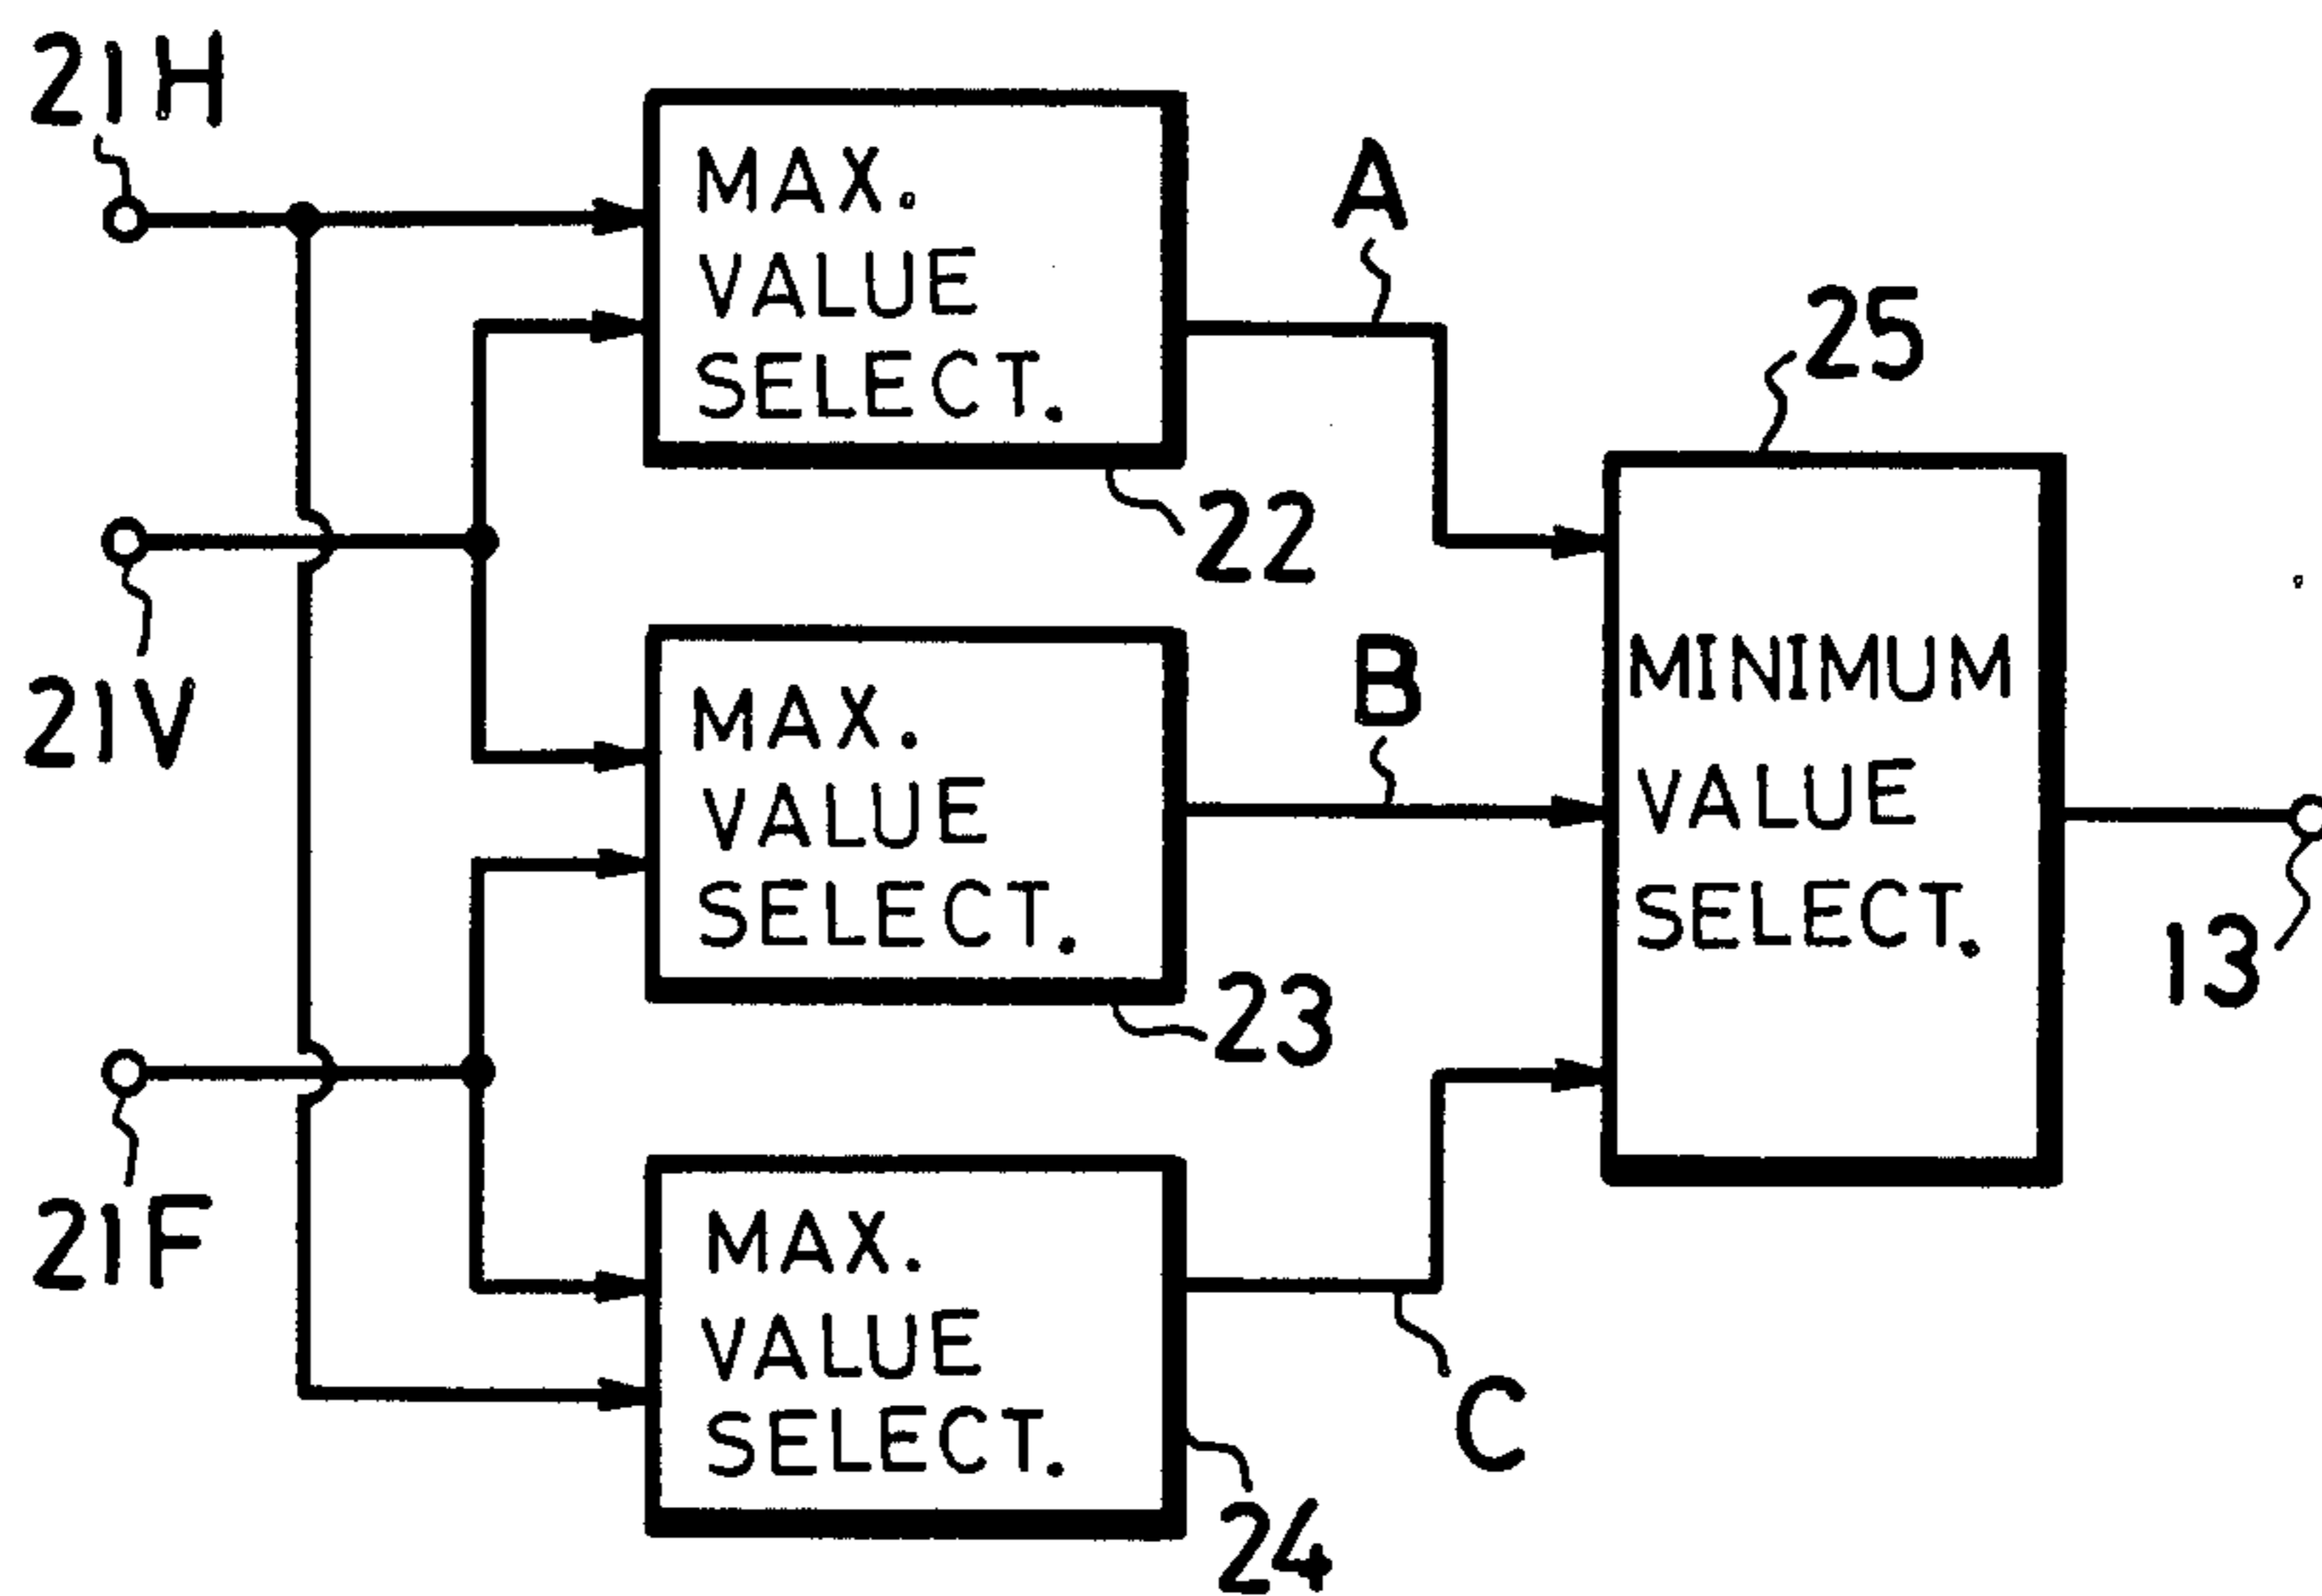 21H
MAX.
VALUE
SELECT.
A
22
25
21V
MAX.
VALUE
SELECT.
B
23
MINIMUM
VALUE
SELECT.
13
21F
MAX.
VALUE
SELECT.
C
24